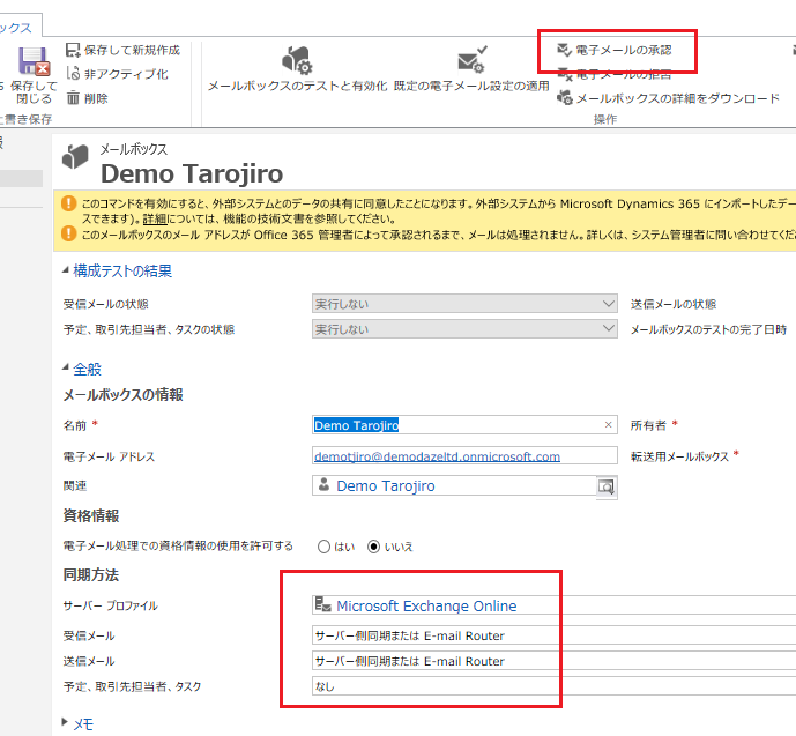 ックス
保存して新規作成
電子メールの承認
保存して
閉じる
非アクティブ化
メールボックスのテストと有効化
既定の電子メール設定の適用
電子メールの拒否
削除
メールボックスの詳細をダウンロード
書き保存
操作
メールボックス
Demo Tarojiro
このコマンドを有効にすると、外部システムとのデータの共有に同意したことになります。外部システムから Microsoft Dynamics 365 にインポートしたデー
スできます)。詳細については、機能の技術文書を参照してください。
このメールボックスのメール アドレスが Office 365 管理者によって承認されるまで、メールは処理されません。詳しくは、システム管理者に問い合わせてくだ
構成テストの結果
受信メールの状態 実行しない 送信メールの状態
予定、取引先担当者、タスクの状態 実行しない メールボックスのテストの完了日時
全般
メールボックスの情報
名前 * Demo Tarojiro 所有者 *
電子メール アドレス demotjiro@demodazeltd.onmicrosoft.com 転送用メールボックス *
関連 Demo Tarojiro
資格情報
電子メール処理での資格情報の使用を許可する はい いいえ
同期方法
サーバー プロファイル Microsoft Exchange Online
受信メール サーバー側同期または E-mail Router
送信メール サーバー側同期または E-mail Router
予定、取引先担当者、タスク なし
メモ